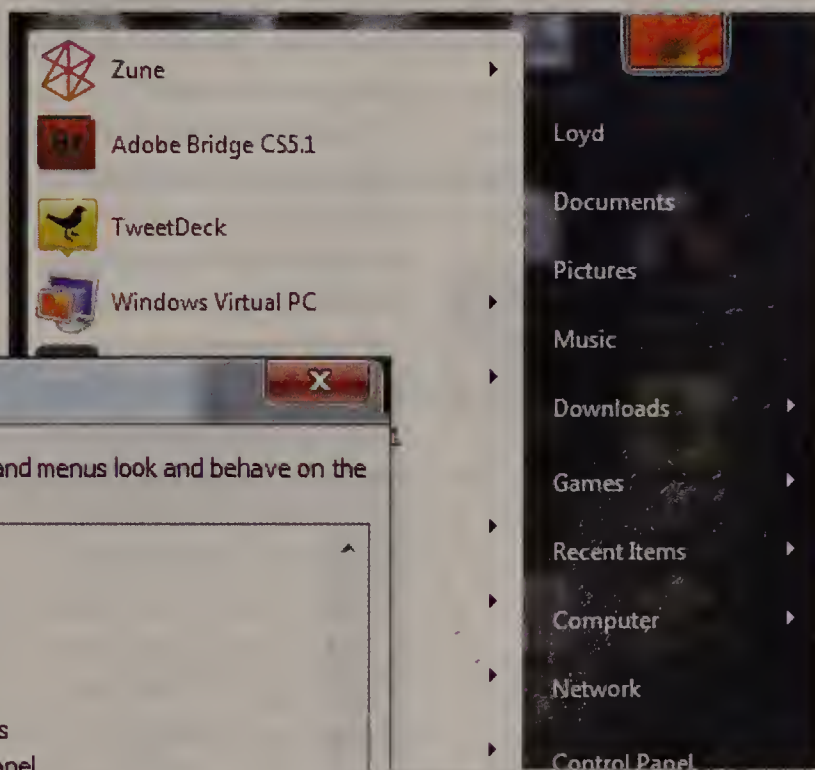 Zune
Br
Adobe Bridge CS5.1
TweetDeck
Windows Virtual PC
X
and menus look and behave on the
s
Loyd
Documents
Pictures
Music
Downloads
Games
Recent Items
Computer
Network
Control Panel